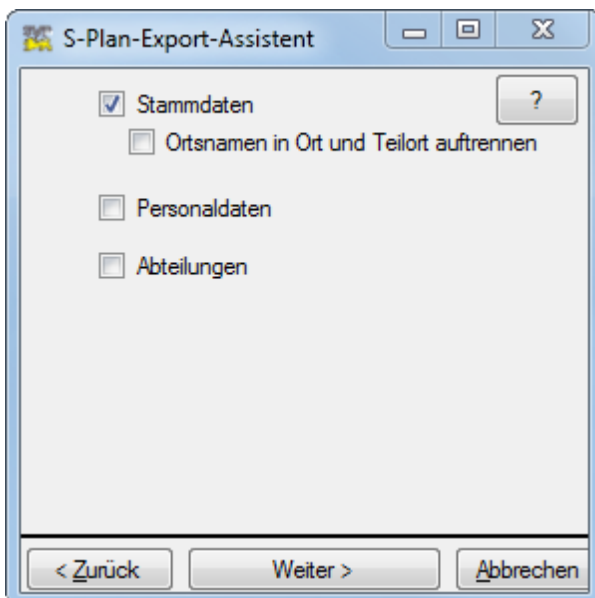 S-Plan-Export-Assistent
Stammdaten
?
Ortsnamen in Ort und Teilort auftrennen
Personaldaten
Abteilungen
< Zurück
Weiter >
Abbrechen